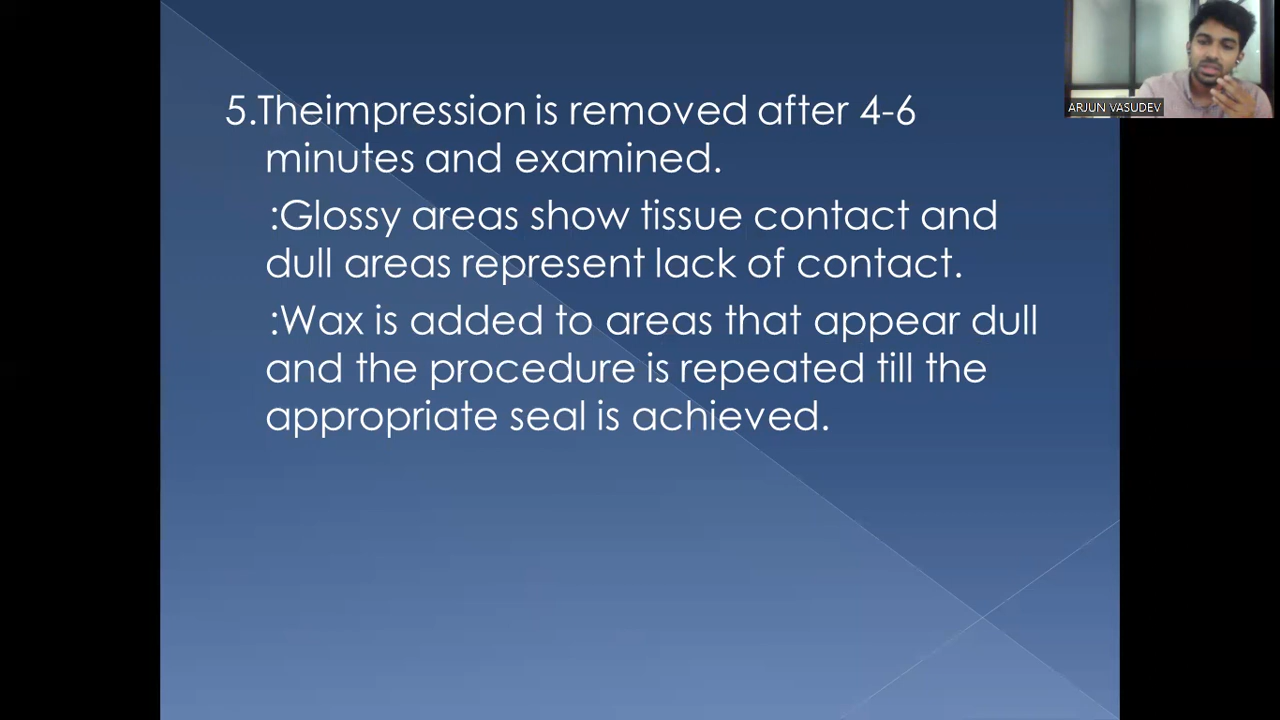 5.Theimpression is removed after 4-6
minutes and examined.
:Glossy areas show tissue contact and
dull areas represent lack of contact.
:Wax is added to areas that appear dull
and the procedure is repeated till the
appropriate seal is achieved.
ARJUN VASUDEV